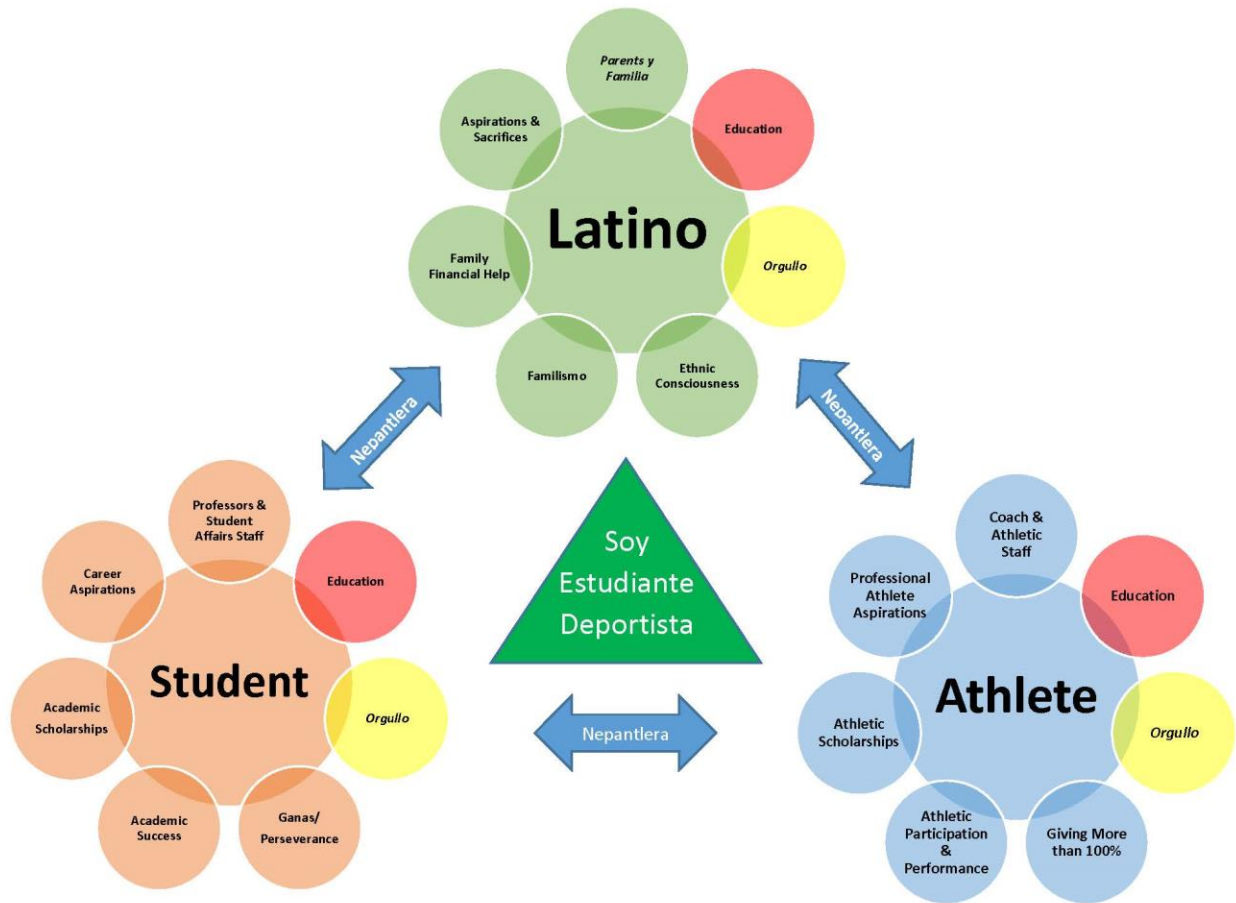 Parents y
Familia
Aspirations &
Sacrifices
Education
Latino
Family
Financial Help
Orgullo
Familismo
Ethnic
Consciousness
Nepantlera
Nepantlera
Soy
Estudiante
Deportista
Nepantlera
Professors &
Student
Affairs Staff
Career
Aspirations
Education
Student
Academic
Scholarships
Orgullo
Academic
Success
Ganas/
Perseverance
Coach &
Athletic
Staff
Professional
Athlete
Aspirations
Education
Athlete
Athletic
Scholarships
Orgullo
Athletic
Participation
&
Performance
Giving More
than 100%